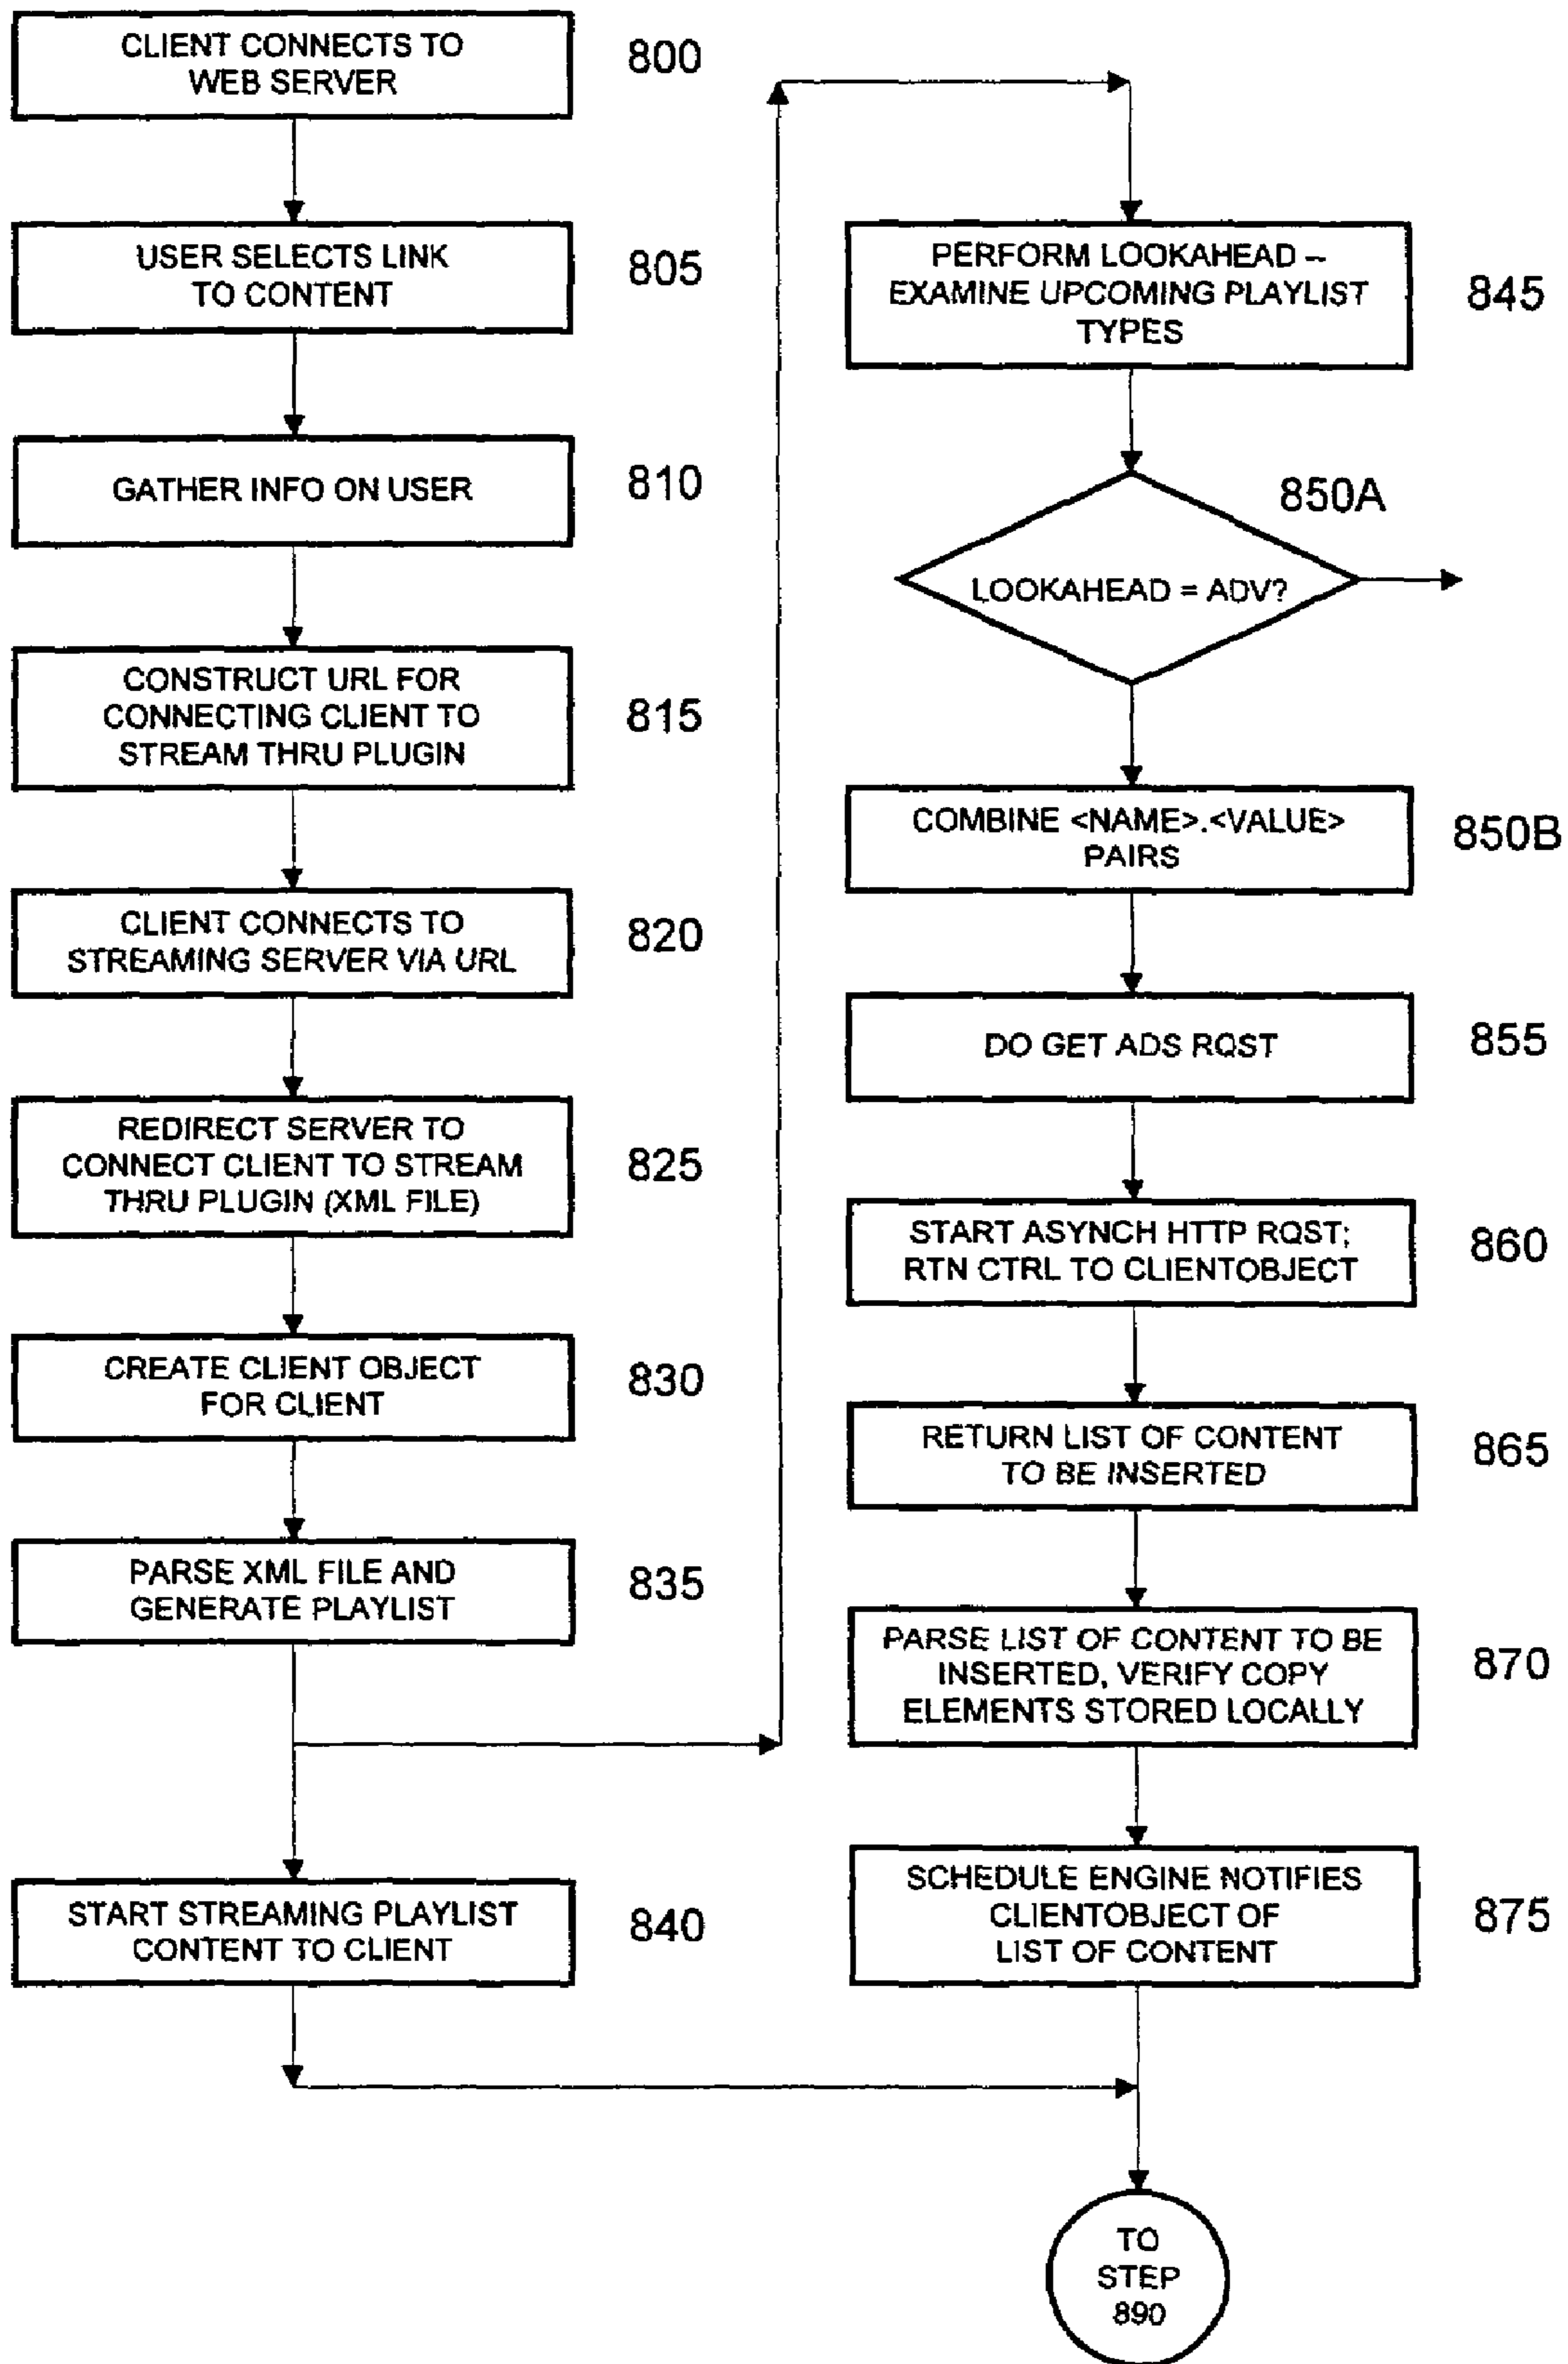 CLIENT CONNECTS TO
WEB SERVER
800
USER SELECTS LINK
TO CONTENT
805
GATHER INFO ON USER
810
CONSTRUCT URL FOR
CONNECTING CLIENT TO
STREAM THRU PLUGIN
815
CLIENT CONNECTS TO
STREAMING SERVER VIA URL
820
REDIRECT SERVER TO
CONNECT CLIENT TO STREAM
THRU PLUGIN (XML FILE)
825
CREATE CLIENT OBJECT
FOR CLIENT
830
PARSE XML FILE AND
GENERATE PLAYLIST
835
START STREAMING PLAYLIST
CONTENT TO CLIENT
840
PERFORM LOOKAHEAD –
EXAMINE UPCOMING PLAYLIST
TYPES
845
850A
LOOKAHEAD = ADV?
COMBINE <NAME>.<VALUE>
PAIRS
850B
DO GET ADS RQST
855
START ASYNCH HTTP RQST;
RTN CTRL TO CLIENTOBJECT
860
RETURN LIST OF CONTENT
TO BE INSERTED
865
PARSE LIST OF CONTENT TO BE
INSERTED, VERIFY COPY
ELEMENTS STORED LOCALLY
870
SCHEDULE ENGINE NOTIFIES
CLIENTOBJECT OF
LIST OF CONTENT
875
TO
STEP
890